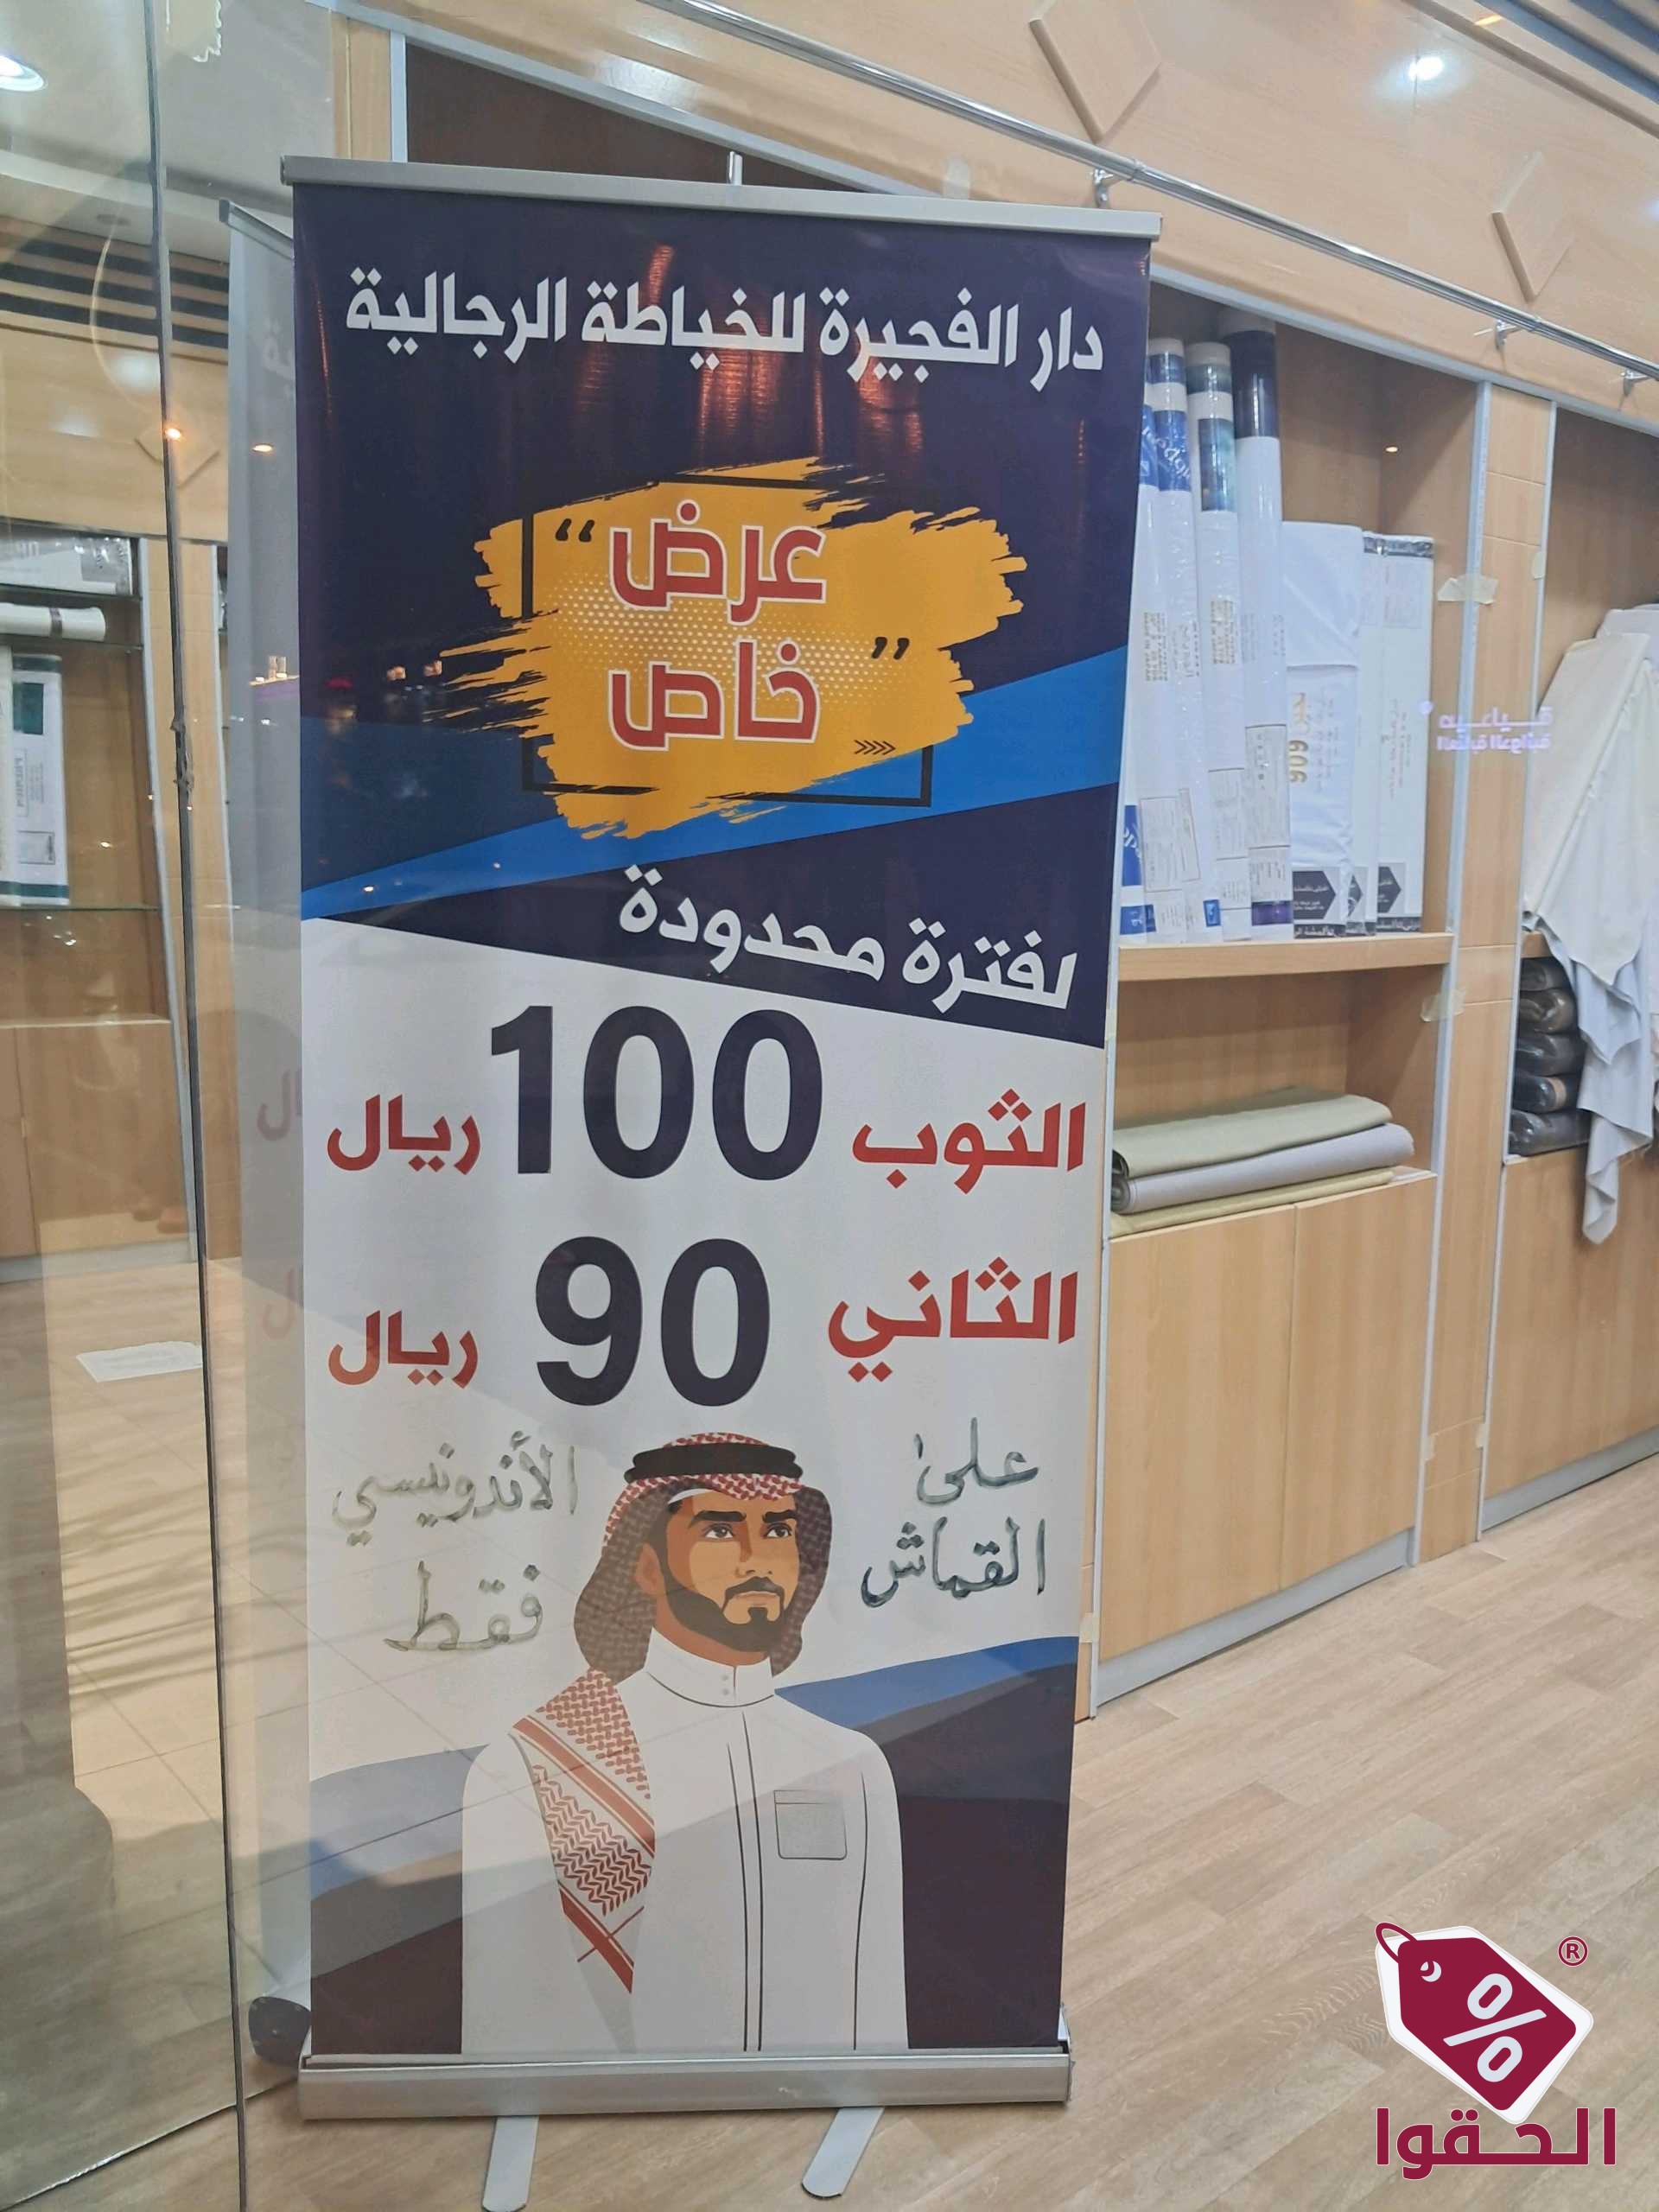 دار الفجيرة للخياطة الرجالية
"عرض
خاص"
لفترة محدودة
الثوب 100 ريال
الثاني 90 ريال
على الأندونيسي
القماش فقط
909
®
%
الحقوا